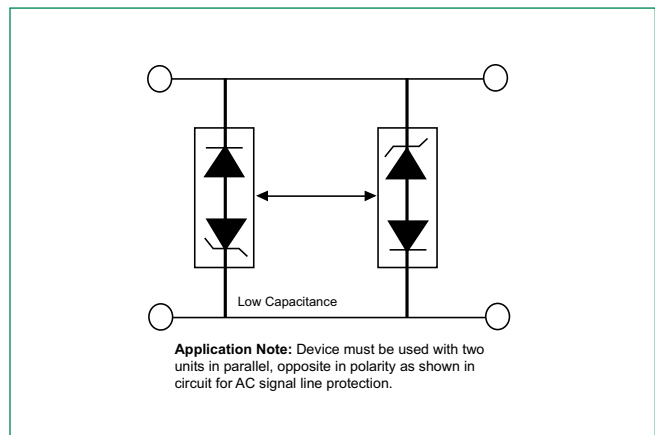 Low Capacitance
Application Note: Device must be used with two
units in parallel, opposite in polarity as shown in
circuit for AC signal line protection.